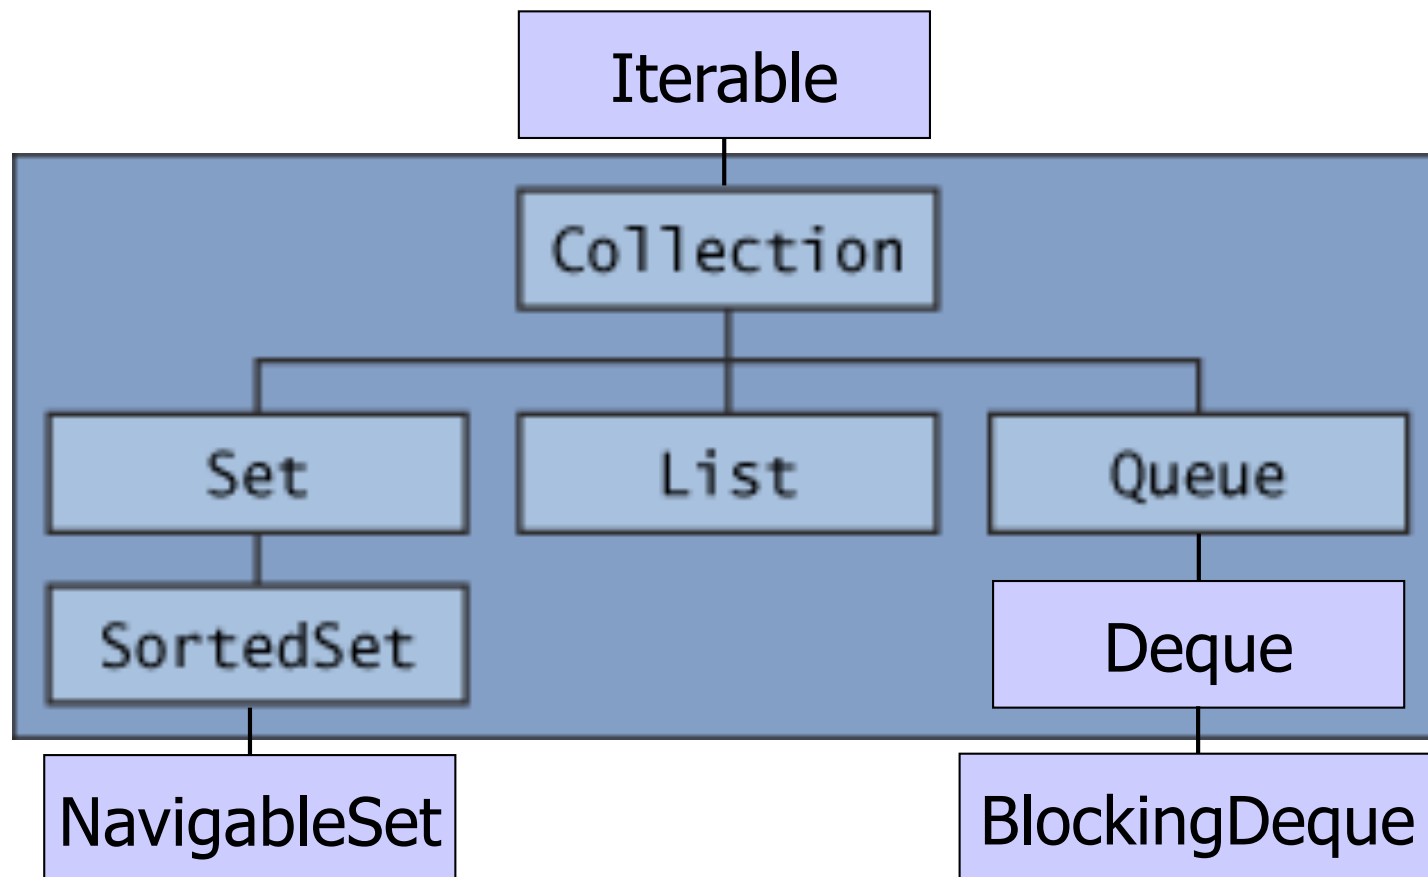 Iterable
Collection
Set
List
Queue
SortedSet
Deque
NavigableSet
BlockingDeque